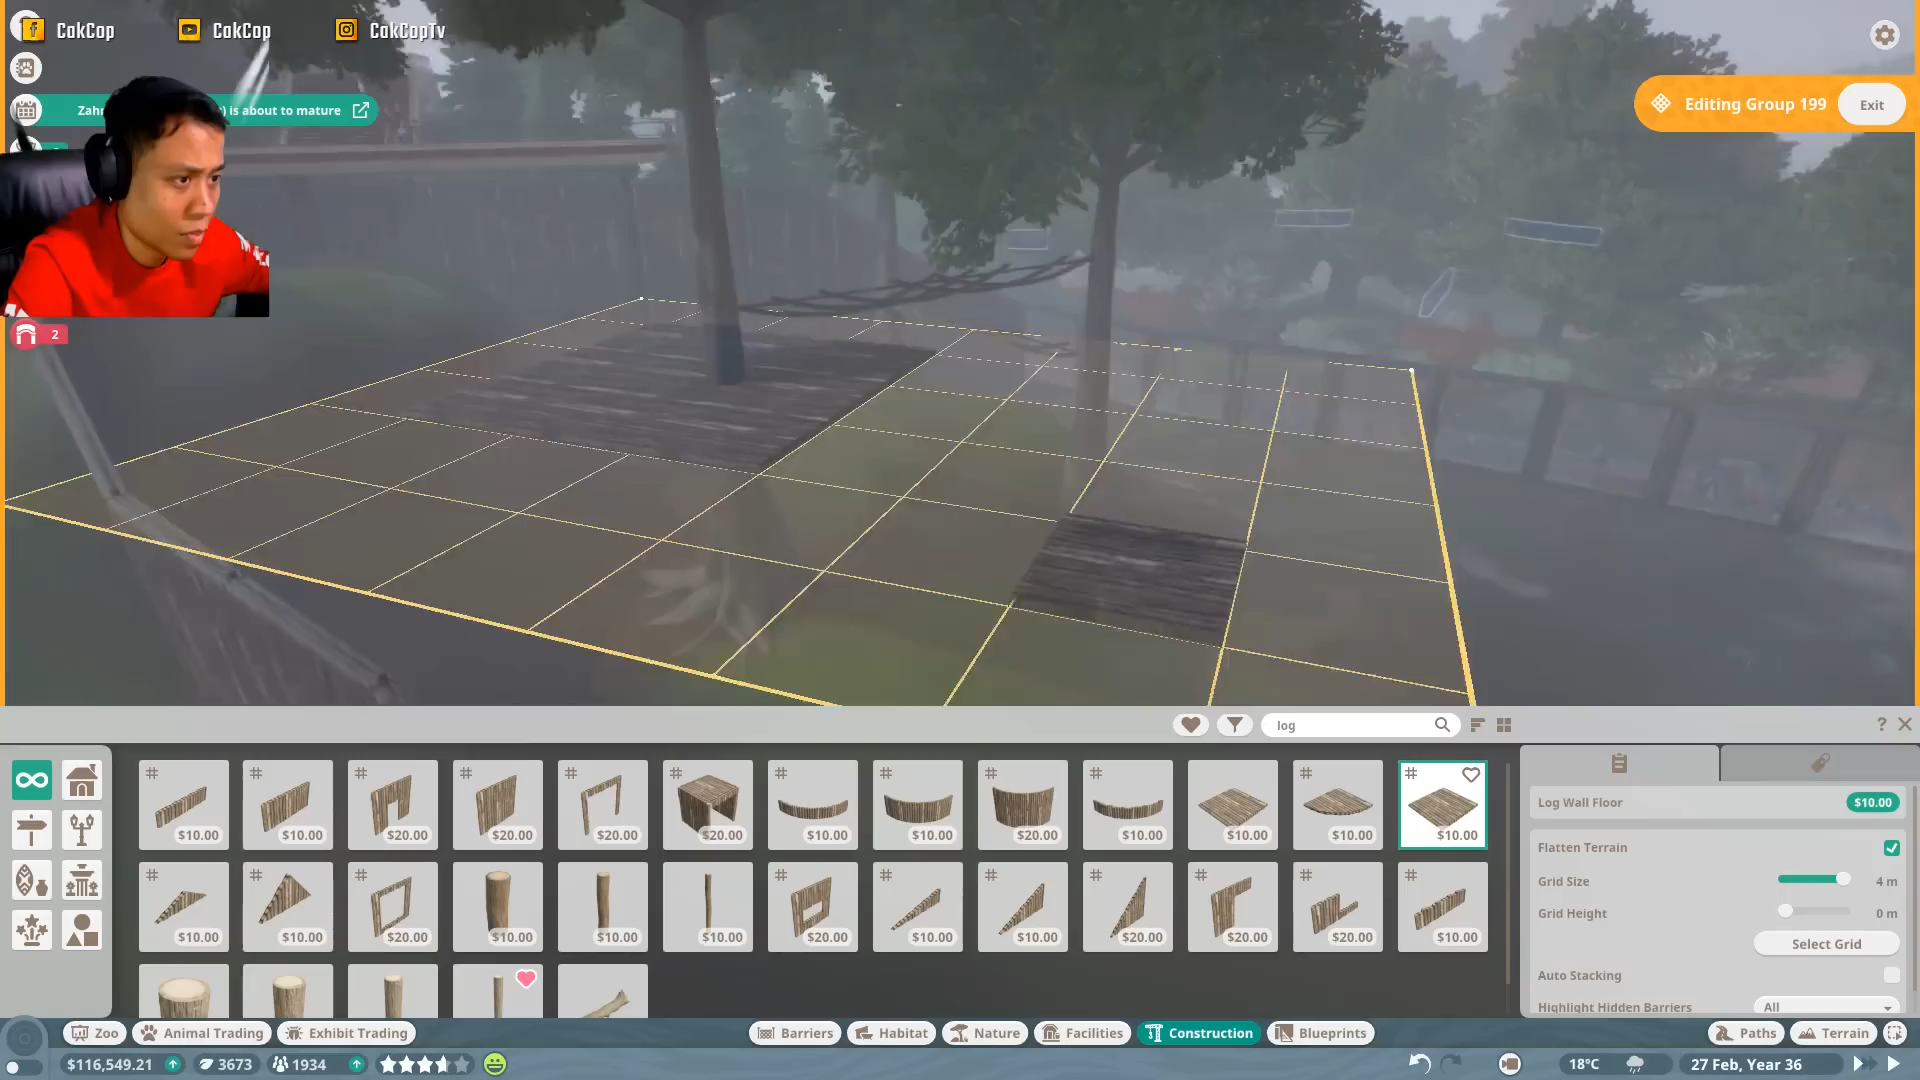 CakCop
CakCop
CakCopTv
Zah
) is about to mature
Editing Group 199
Exit
2
log
?
$10.00
$10.00
$20.00
$20.00
$20.00
$20.00
$10.00
$10.00
$20.00
$10.00
$10.00
$10.00
$10.00
$10.00
$10.00
$20.00
$10.00
$10.00
$10.00
$20.00
$10.00
$10.00
$20.00
$20.00
$20.00
$10.00
Log Wall Floor
$10.00
Flatten Terrain
Grid Size
4 m
Grid Height
0 m
Select Grid
Auto Stacking
Highlight Hidden Barriers
All
Zoo
Animal Trading
Exhibit Trading
Barriers
Habitat
Nature
Facilities
Construction
Blueprints
Paths
Terrain
$116,549.21
3673
1934
18°C
27 Feb, Year 36